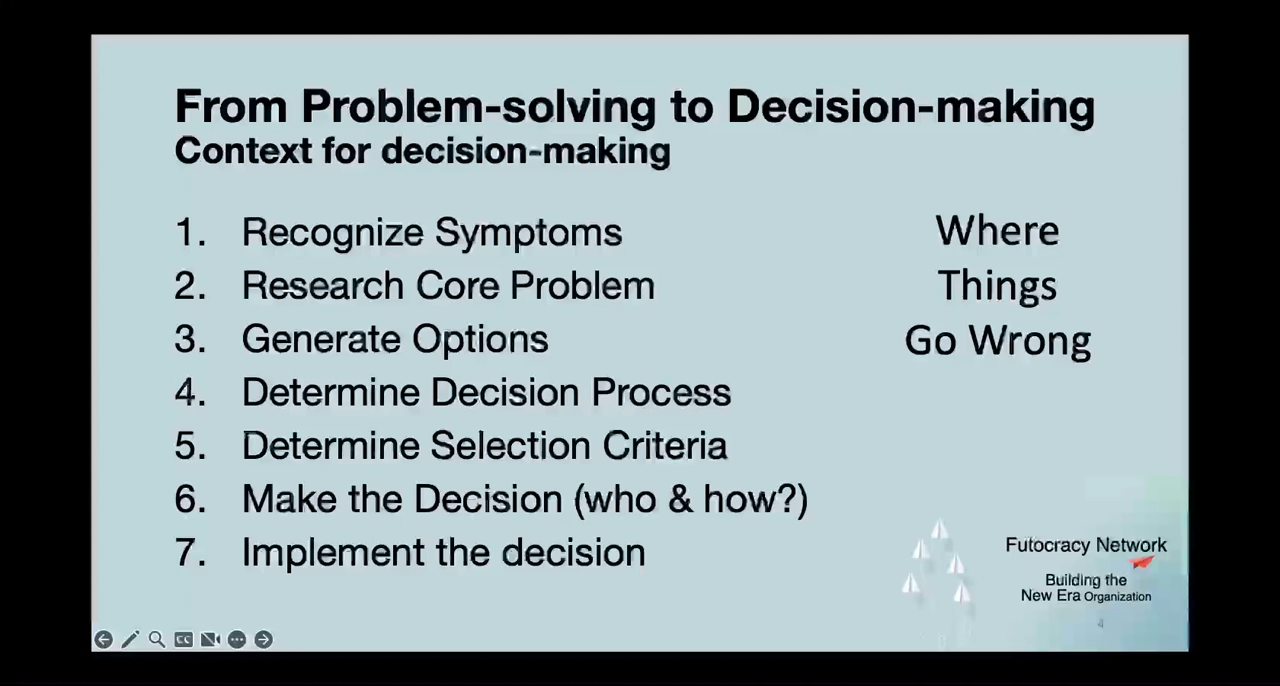 From Problem-solving to Decision-making
Context for decision-making
1. Recognize Symptoms
2. Research Core Problem
3. Generate Options
4. Determine Decision Process
5. Determine Selection Criteria
6. Make the Decision (who & how?)
7. Implement the decision
Where
Things
Go Wrong
Futocracy Network
Building the
New Era Organization
4
CC